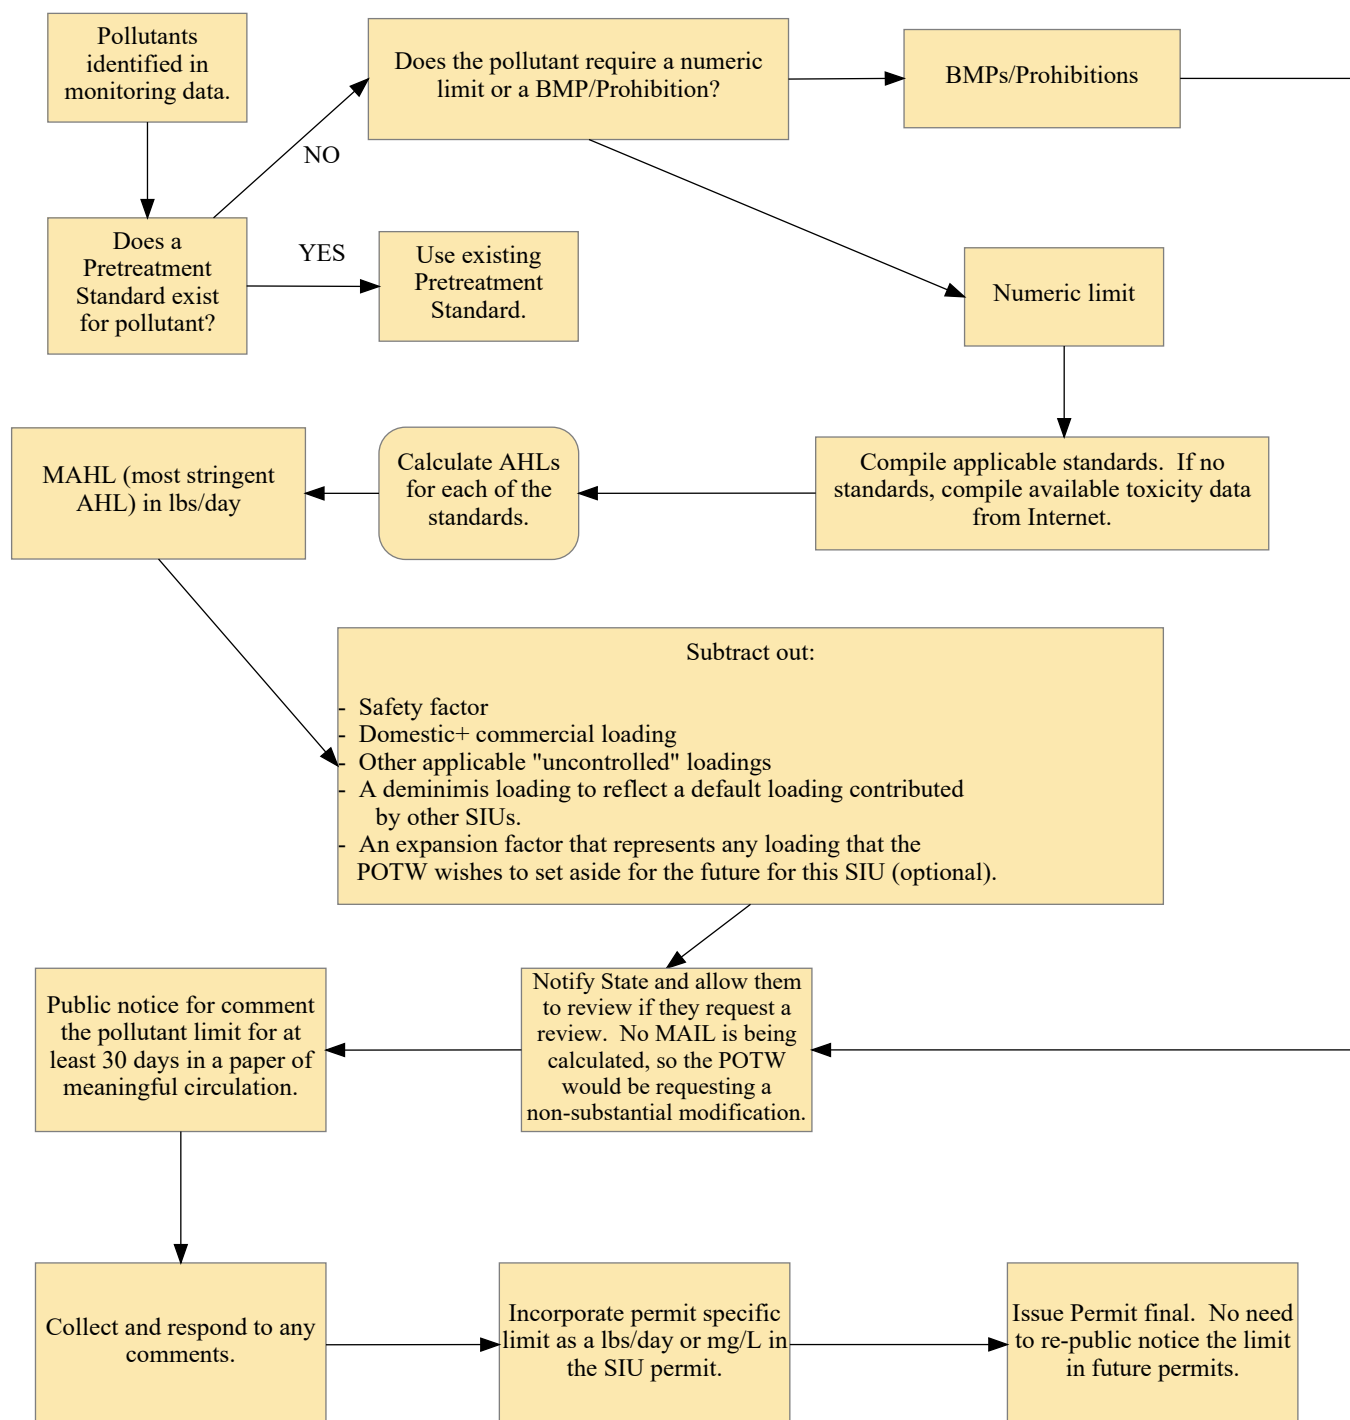 Pollutants
identified in
monitoring data.
Does the pollutant require a numeric
limit or a BMP/Prohibition?
BMPs/Prohibitions
NO
Does a
Pretreatment
Standard exist
for pollutant?
YES
Use existing
Pretreatment
Standard.
Numeric limit
MAHL (most stringent
AHL) in lbs/day
Calculate AHLs
for each of the
standards.
Compile applicable standards.  If no
standards, compile available toxicity data
from Internet.
Subtract out:
- Safety factor
- Domestic+ commercial loading
- Other applicable "uncontrolled" loadings
- A deminimis loading to reflect a default loading contributed
by other SIUs.
- An expansion factor that represents any loading that the
POTW wishes to set aside for the future for this SIU (optional).
Public notice for comment
the pollutant limit for at
least 30 days in a paper of
meaningful circulation.
Notify State and allow them
to review if they request a
review.  No MAIL is being
calculated, so the POTW
would be requesting a
non-substantial modification.
Collect and respond to any
comments.
Incorporate permit specific
limit as a lbs/day or mg/L in
the SIU permit.
Issue Permit final.  No need
to re-public notice the limit
in future permits.